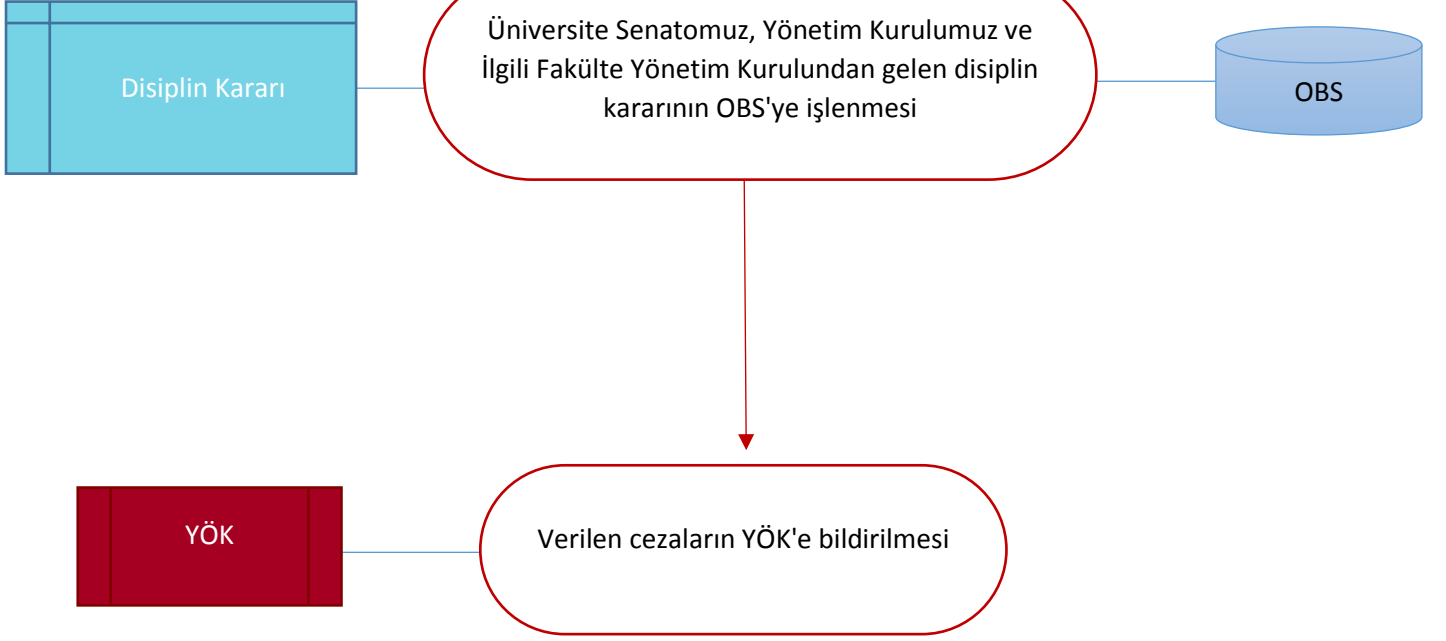 Disiplin Kararı
Üniversite Senatomuz, Yönetim Kurulumuz ve
İlgili Fakülte Yönetim Kurulundan gelen disiplin
kararının OBS'ye işlenmesi
OBS
YÖK
Verilen cezaların YÖK'e bildirilmesi